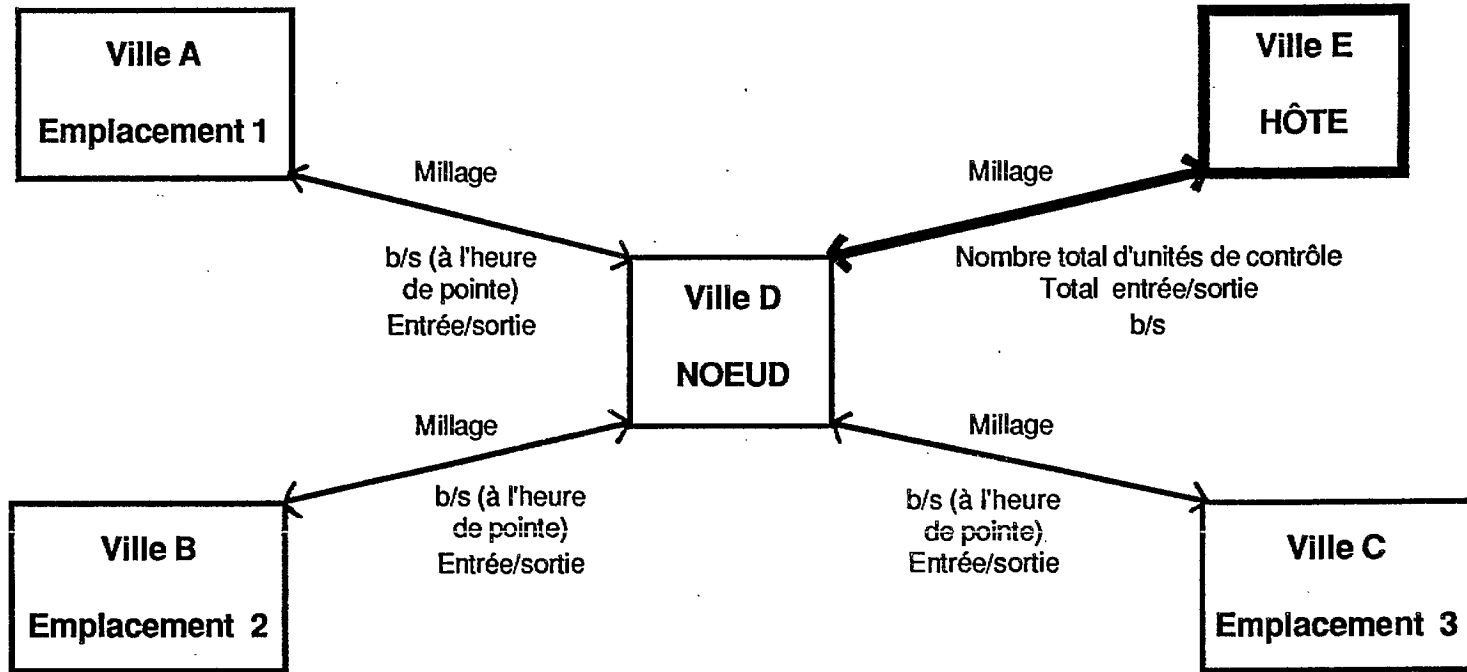 Ville A
Emplacement 1
Ville E
HÔTE
Millage
Millage
b/s (à l'heure
de pointe)
Entrée/sortie
Nombre total d'unités de contrôle
Total entrée/sortie
b/s
Ville D
NOEUD
Millage
Millage
b/s (à l'heure
de pointe)
Entrée/sortie
b/s (à l'heure
de pointe)
Entrée/sortie
Ville B
Emplacement 2
Ville C
Emplacement 3